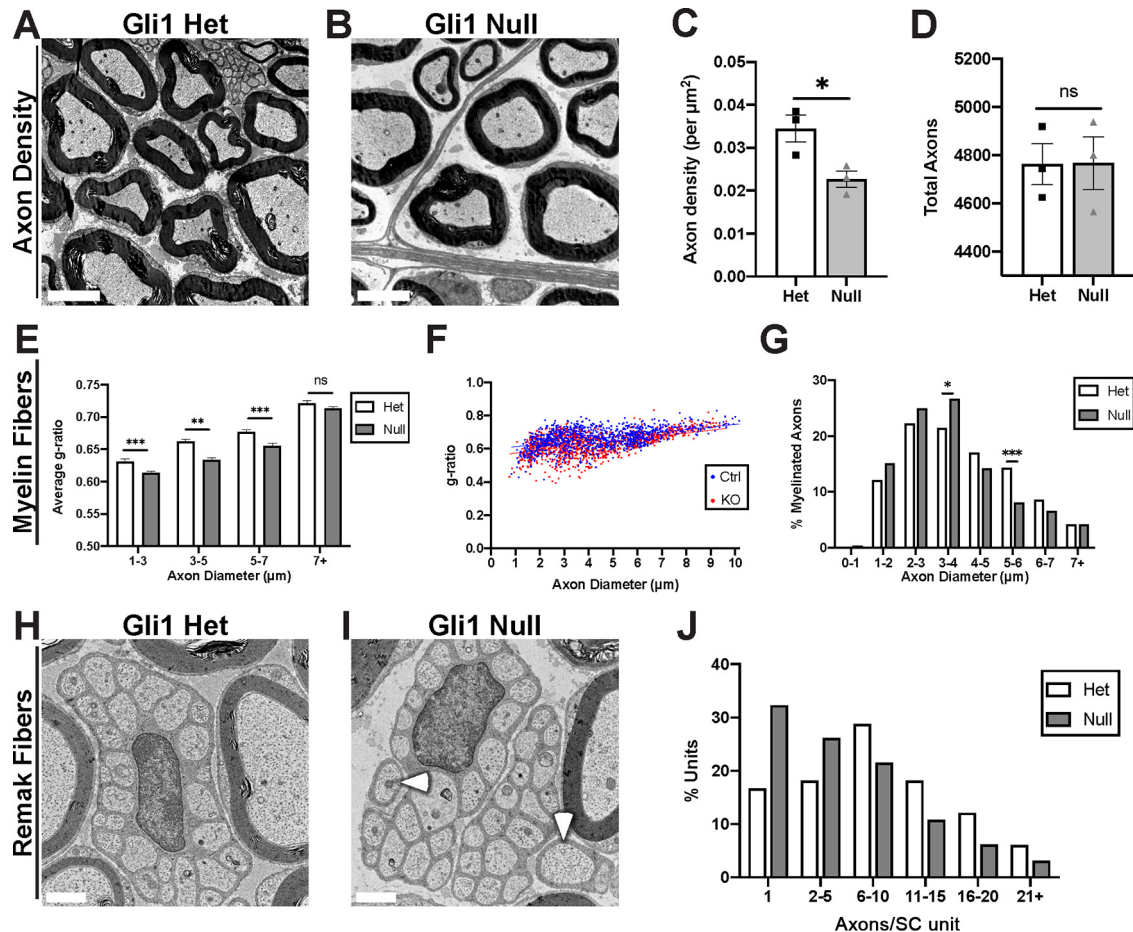 A
Gli1 Het
B
Gli1 Null
Axon Density
C
Axon density (per µm²)
0.05
0.04
0.03
0.02
0.01
0.00
*
Het
Null
D
Total Axons
5200
5000
4800
4600
4400
ns
Het
Null
E
Myelin Fibers
Average g-ratio
0.75
0.70
0.65
0.60
0.55
0.50
***
**
***
ns
Het
Null
1-3
3-5
5-7
7+
Axon Diameter (µm)
F
g-ratio
1.0
0.8
0.6
0.4
0.2
0.0
Ctrl
KO
0
1
2
3
4
5
6
7
8
9
10
Axon Diameter (µm)
G
% Myelinated Axons
30
20
10
0
*
***
Het
Null
0-1
1-2
2-3
3-4
4-5
5-6
6-7
7+
Axon Diameter (µm)
H
Gli1 Het
I
Gli1 Null
Remak Fibers
J
% Units
40
30
20
10
0
Het
Null
1
2-5
6-10
11-15
16-20
21+
Axons/SC unit